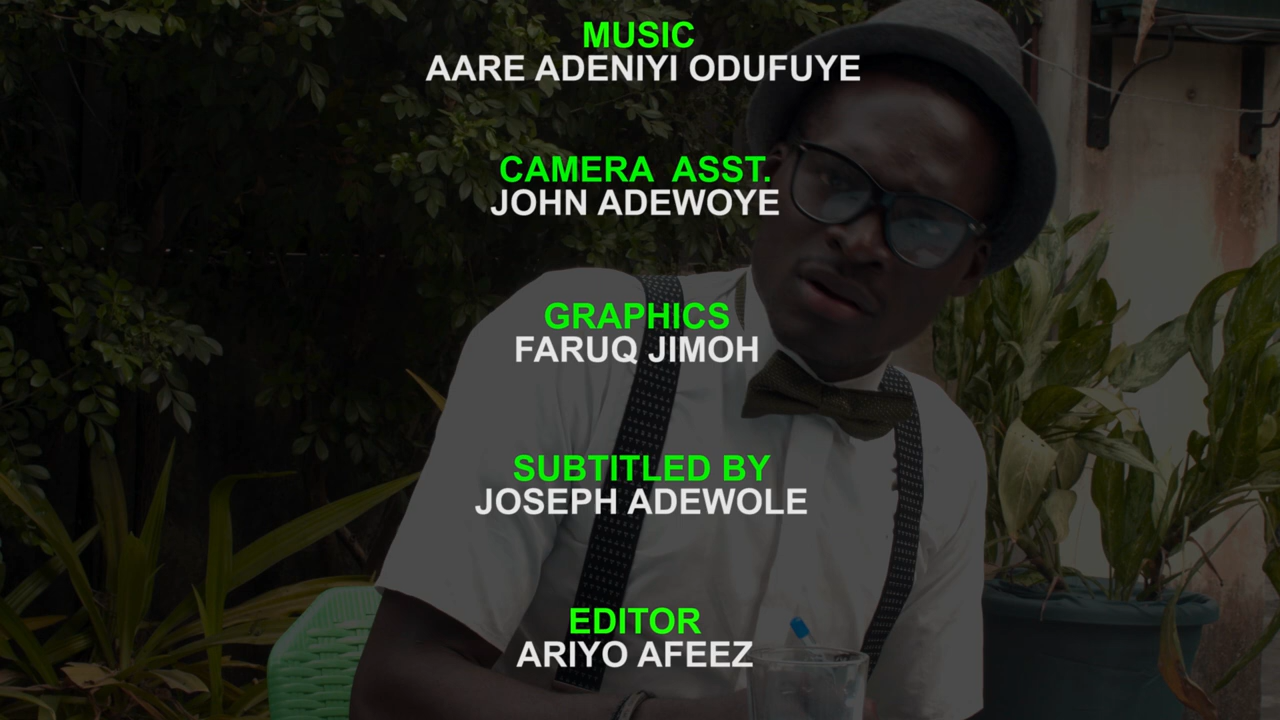 MUSIC
AARE ADENIYI ODUFUYE
CAMERA ASST.
JOHN ADEWOYE
GRAPHICS
FARUQ JIMOH
SUBTITLED BY
JOSEPH ADEWOLE
EDITOR
ARIYO AFEEZ